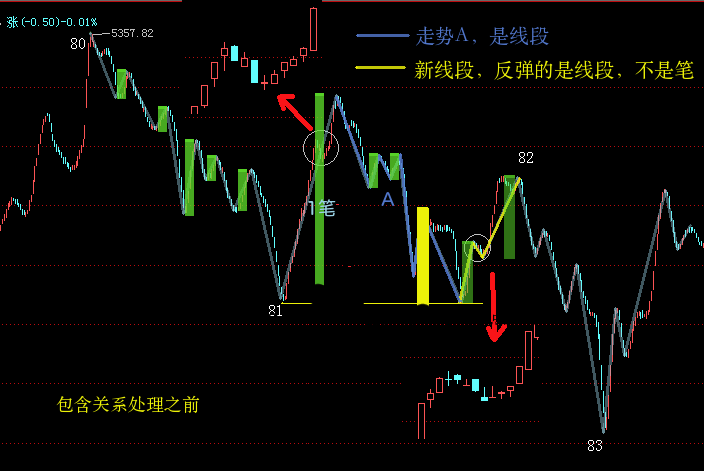 涨(-0.50)-0.01%
5357.82
80
走势A，是线段
新线段，反弹的是线段，不是笔
82
A
1笔
81
包含关系处理之前
83